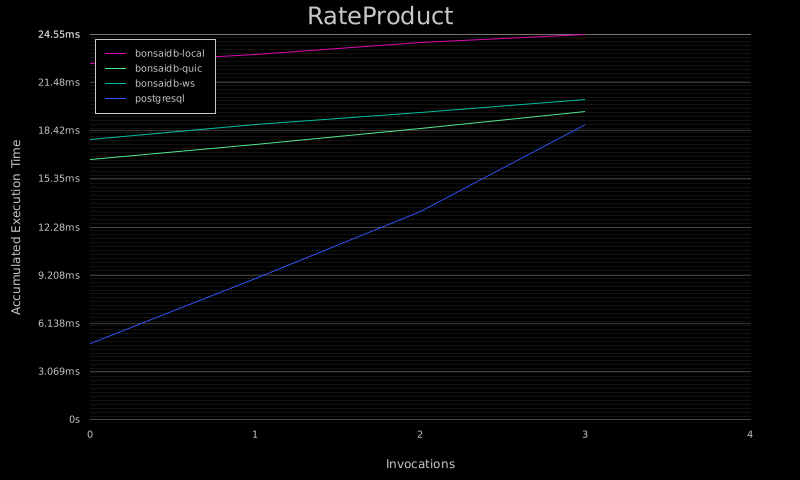 RateProduct
24.55ms
bonsaidb-local
bonsaidb-quic
bonsaidb-ws
postgresql
21.48ms
18.42ms
15.35ms
12.28ms
9.208ms
6.138ms
3.069ms
0s
Accumulated Execution Time
0 1 2 3 4
Invocations